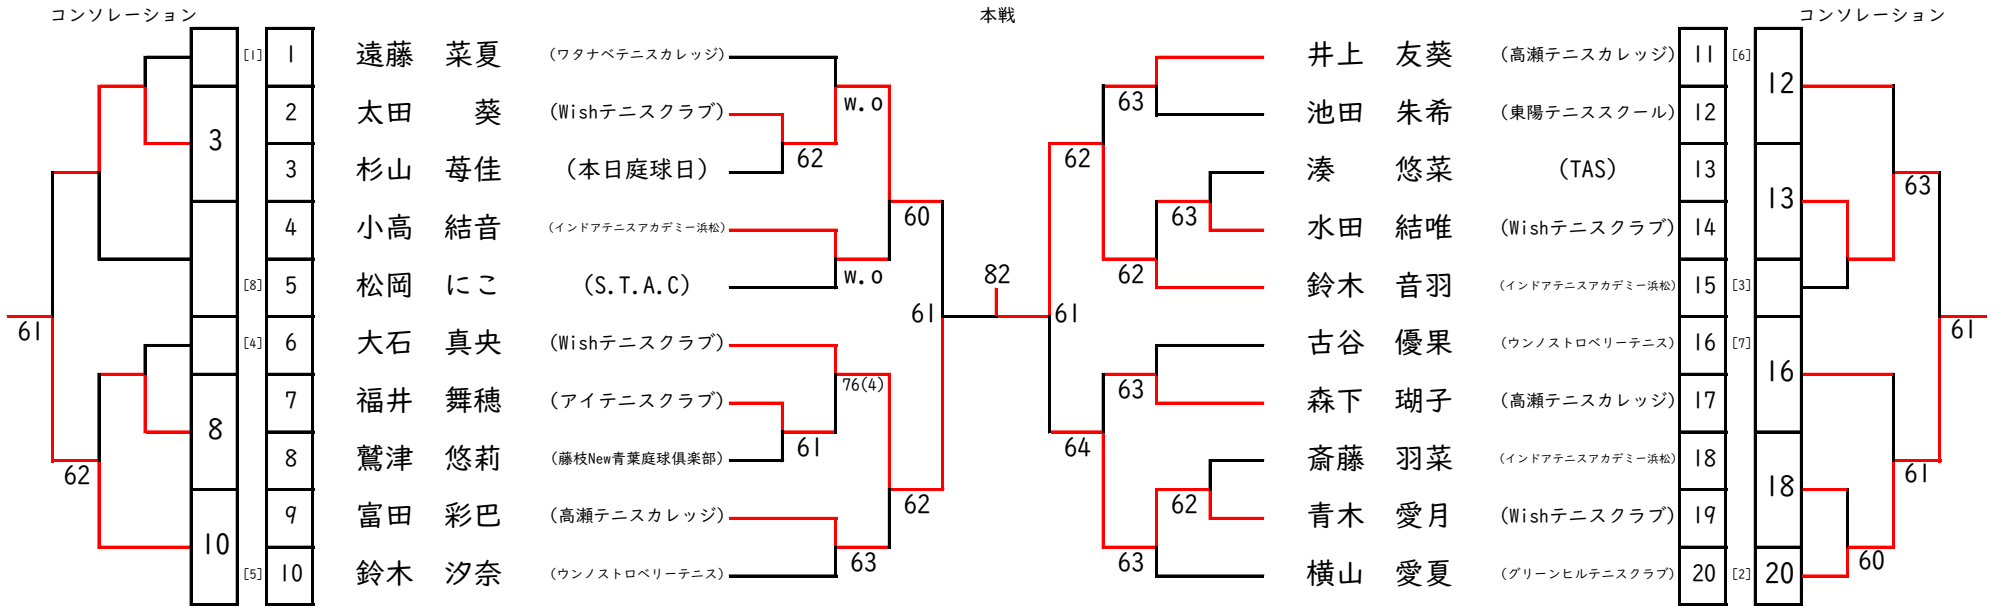 コンソレーション 本戦 コンソレーション
[1] 1 遠藤 菜夏 (ワタナベテニスカレッジ) 井上 友葵 (高瀬テニスカレッジ) 11 [6]
12
w.o 63
2 太田 葵 (Wishテニスクラブ) 池田 朱希 (東陽テニススクール) 12
3 62 62
3 杉山 苺佳 (本日庭球日) 湊 悠菜 (TAS) 13
63
13
60 63
4 小高 結音 (インドアテニスアカデミー浜松) 水田 結唯 (Wishテニスクラブ) 14
w.o 82 62
[8] 5 松岡 にこ (S.T.A.C) 鈴木 音羽 (インドアテニスアカデミー浜松) 15 [3]
61 61 61 61
[4] 6 大石 真央 (Wishテニスクラブ) 古谷 優果 (ウンノストロベリーテニス) 16 [7]
76(4) 63 16
7 福井 舞穂 (アイテニスクラブ) 森下 瑚子 (高瀬テニスカレッジ) 17
8 61 64
8 鷲津 悠莉 (藤枝New青葉庭球倶楽部) 斎藤 羽菜 (インドアテニスアカデミー浜松) 18
62 61
18
62 62
9 富田 彩巴 (高瀬テニスカレッジ) 青木 愛月 (Wishテニスクラブ) 19
10 63 63 60
[5] 10 鈴木 汐奈 (ウンノストロベリーテニス) 横山 愛夏 (グリーンヒルテニスクラブ) 20 [2] 20